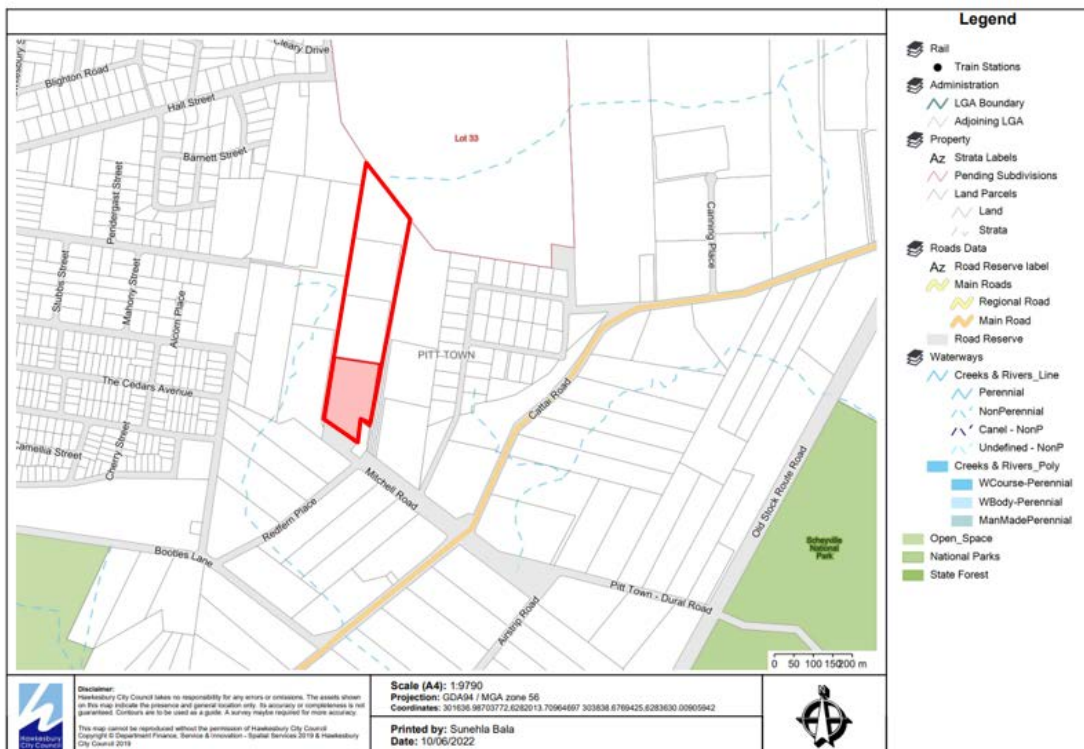 Cleary Drive
Blighton Road
Hall Street
Barnett Street
Pendergast Street
Stubbs Street
Mahony Street
Alcorn Place
The Cedars Avenue
Camellia Street
Cherry Street
Lot 33
PITT TOWN
Canning Place
Cattai Road
Mitchell Road
Redfern Place
Booties Lane
Old Stock Route Road
Scheyville
National
Park
Pitt Town - Dural Road
Airstrip Road
0 50 100 150 200 m
Legend
Rail
Train Stations
Administration
LGA Boundary
Adjoining LGA
Property
Az Strata Labels
Pending Subdivisions
Land Parcels
Land
Strata
Roads Data
Az Road Reserve label
Main Roads
Regional Road
Main Road
Road Reserve
Waterways
Creeks & Rivers_Line
Perennial
NonPerennial
Canel - NonP
Undefined - NonP
Creeks & Rivers_Poly
WCourse-Perennial
WBody-Perennial
ManMadePerennial
Open_Space
National Parks
State Forest
Hawkesbury
City Council
Disclaimer:
Hawkesbury City Council takes no responsibility for any errors or omissions. The assets shown
on this map indicate the presence and general location only. Its accuracy or completeness is not
guaranteed. Contours are to be used as a guide. A survey maybe required for more accuracy.
This map cannot be reproduced without the permission of Hawkesbury City Council
Copyright © Department Finance, Service & Innovation - Spatial Services 2019 & Hawkesbury
City Council 2019
Scale (A4): 1:9790
Projection: GDA94 / MGA zone 56
Coordinates: 301636.98703772,6282013.70964697 303836.6769425,6283630.00905942
Printed by: Sunehla Bala
Date: 10/06/2022